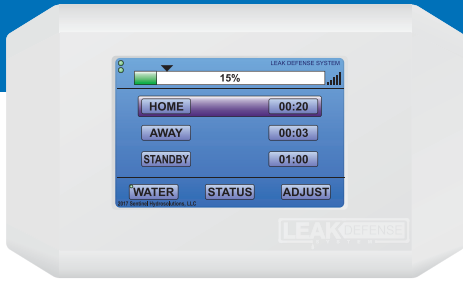 LEAK DEFENSE SYSTEM
15%
HOME 00:20
AWAY 00:03
STANDBY 01:00
WATER STATUS ADJUST
2017 Sentinel Hydrosolutions, LLC
LEAK DEFENSE
SYSTEM